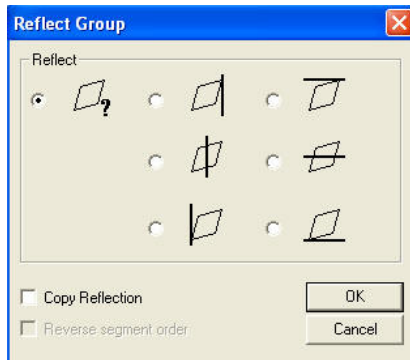 Reflect Group
Reflect
?
Copy Reflection
OK
Reverse segment order
Cancel